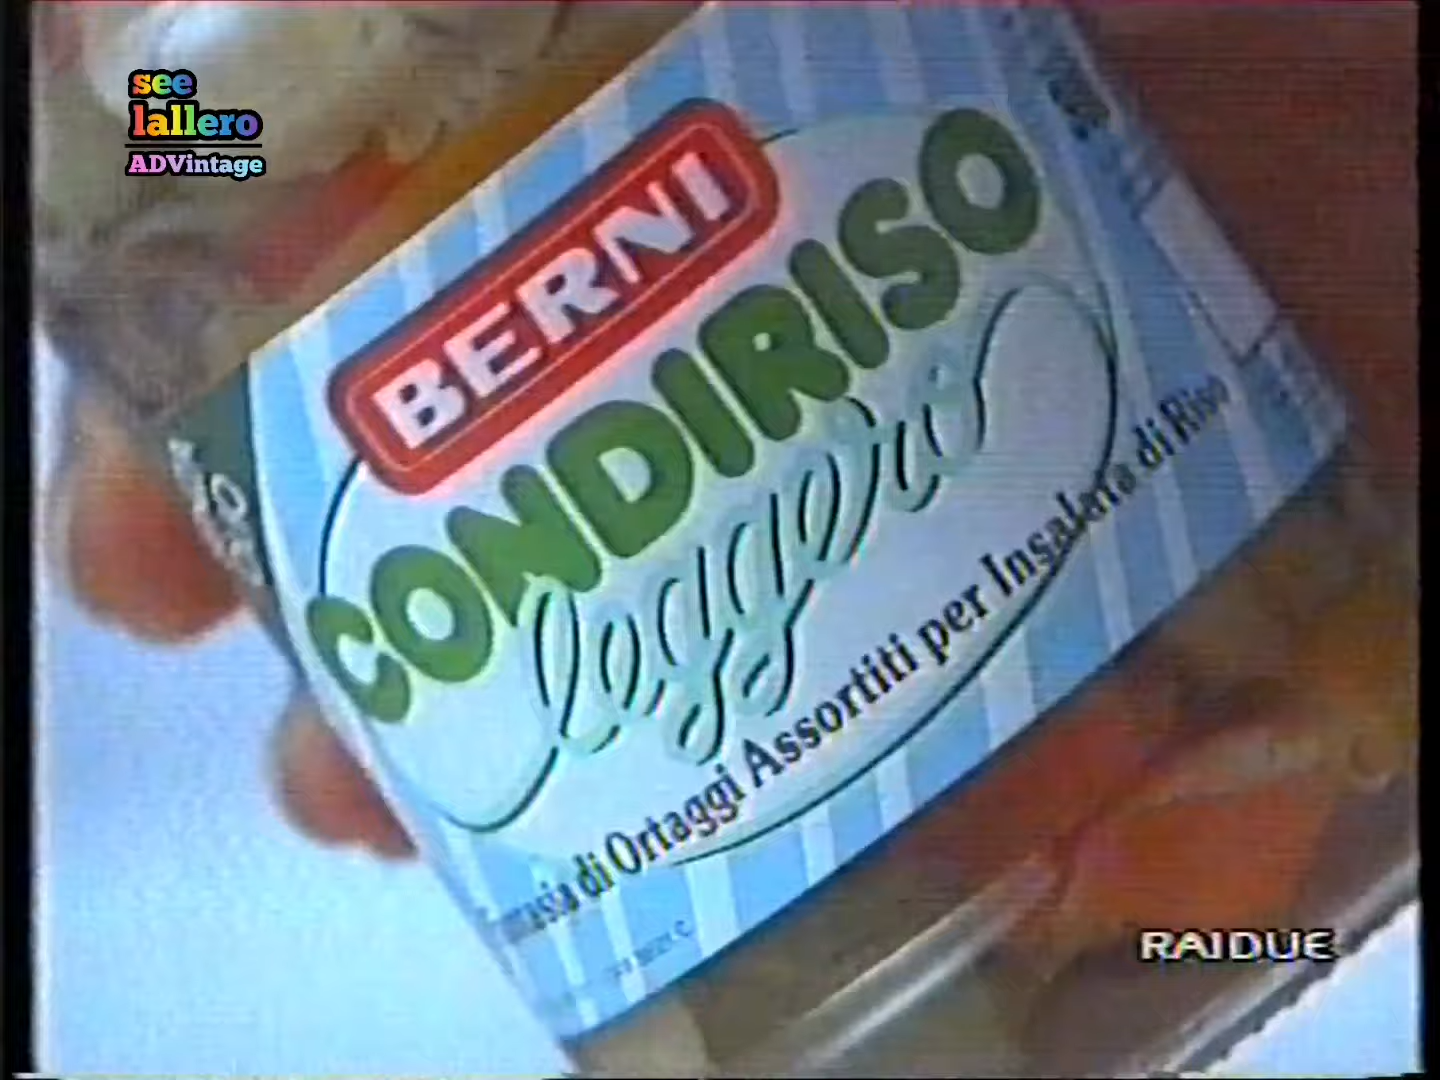 see
lallero
ADVintage
BERNI
CONDIRISO
leggero
di Ortaggi Assortiti per Insalata di Riso
RAIDUE